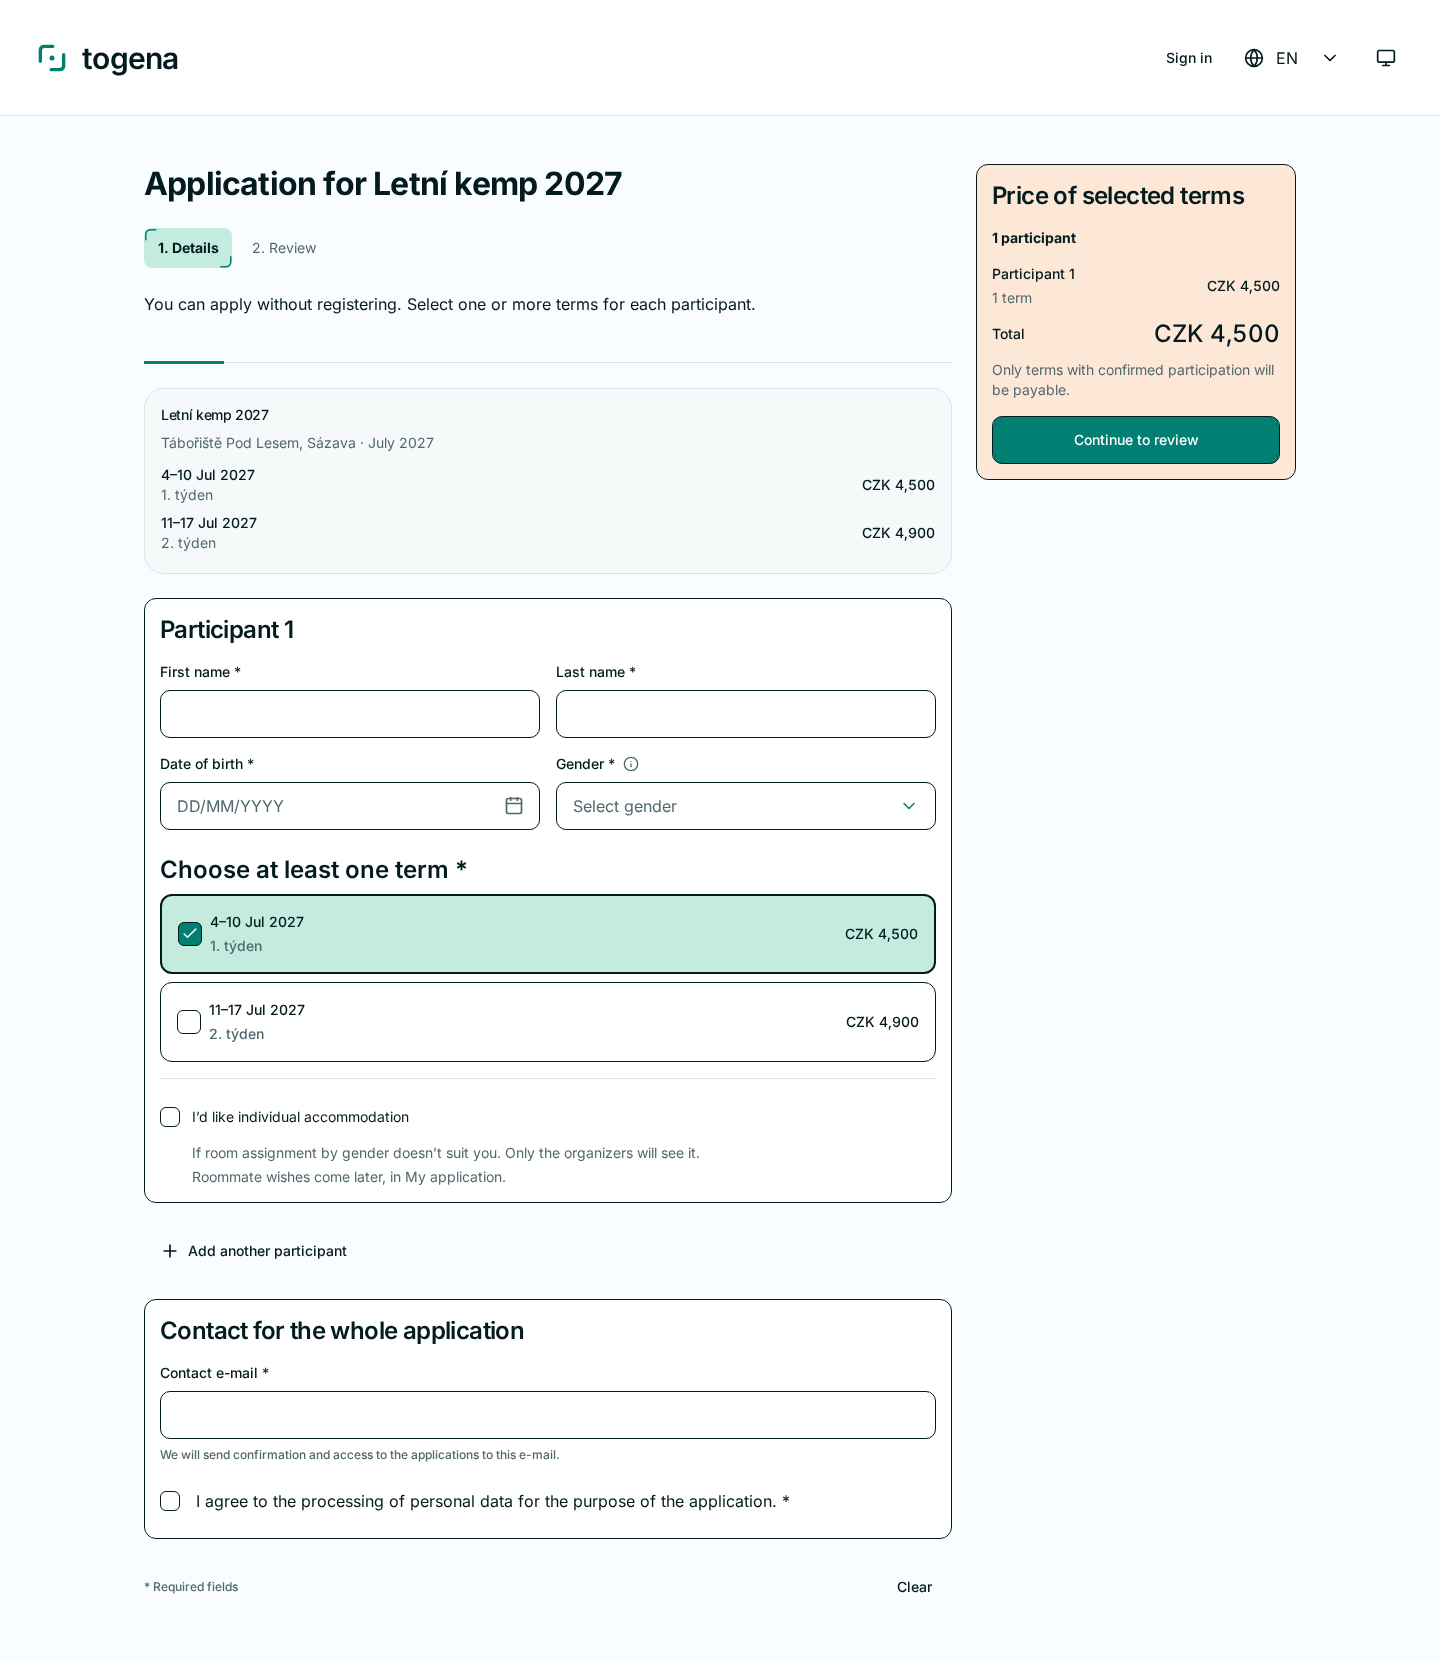 togena
Sign in
EN
Application for Letní kemp 2027
1. Details
2. Review
You can apply without registering. Select one or more terms for each participant.
Letní kemp 2027
Tábořiště Pod Lesem, Sázava · July 2027
4–10 Jul 2027
1. týden
CZK 4,500
11–17 Jul 2027
2. týden
CZK 4,900
Participant 1
First name *
Last name *
Date of birth *
Gender *
DD/MM/YYYY
Select gender
Choose at least one term *
4–10 Jul 2027
1. týden
CZK 4,500
11–17 Jul 2027
2. týden
CZK 4,900
I’d like individual accommodation
If room assignment by gender doesn’t suit you. Only the organizers will see it.
Roommate wishes come later, in My application.
Add another participant
Contact for the whole application
Contact e-mail *
We will send confirmation and access to the applications to this e-mail.
I agree to the processing of personal data for the purpose of the application. *
* Required fields
Clear
Price of selected terms
1 participant
Participant 1
1 term
CZK 4,500
Total
CZK 4,500
Only terms with confirmed participation will
be payable.
Continue to review